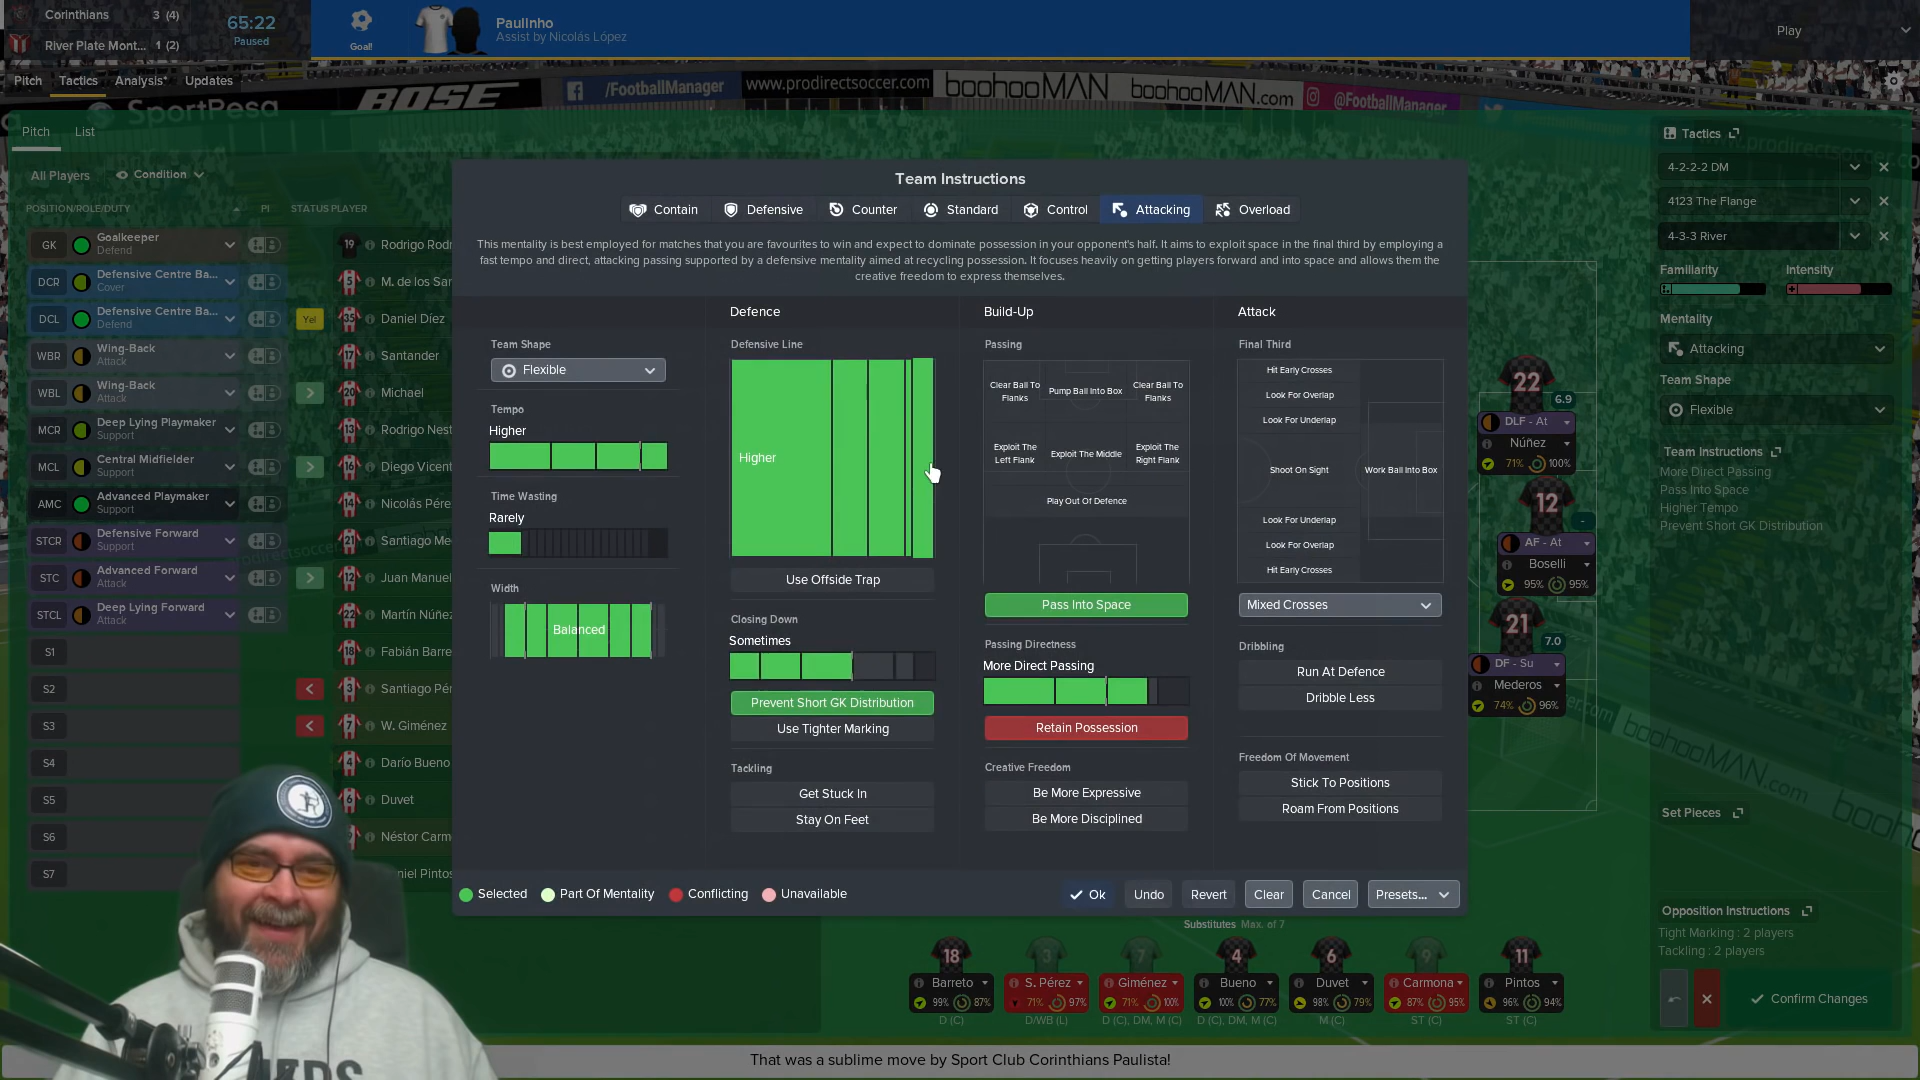 Corinthians 3 (4)
River Plate Mont... 1 (2)
65:22
Paused
Goal!
Paulinho
Assist by Nicolás López
Play
Pitch
Tactics
Analysis*
Updates
SportPesa
BOSE
/FootballManager
www.prodirectsoccer.com
boohooMAN
boohooMAN.com
@FootballManager
Pitch
List
All Players
Condition
POSITION/ROLE/DUTY
PI
STATUS
PLAYER
GK
Goalkeeper
Defend
19
Rodrigo Rodr
DCR
Defensive Centre Ba...
Cover
5
M. de los Sar
DCL
Defensive Centre Ba...
Defend
Yel
35
Daniel Díez
WBR
Wing-Back
Attack
17
Santander
WBL
Wing-Back
Attack
20
Michael
MCR
Deep Lying Playmaker
Support
13
Rodrigo Nest
MCL
Central Midfielder
Support
16
Diego Vicent
AMC
Advanced Playmaker
Support
14
Nicolás Pére
STCR
Defensive Forward
Support
21
Santiago Me
STC
Advanced Forward
Attack
12
Juan Manuel
STCL
Deep Lying Forward
Attack
22
Martín Núñez
S1
18
Fabián Barre
S2
3
Santiago Pér
S3
7
W. Giménez
S4
4
Darío Bueno
S5
6
Duvet
S6
Néstor Carm
S7
niel Pintos
Team Instructions
Contain
Defensive
Counter
Standard
Control
Attacking
Overload
This mentality is best employed for matches that you are favourites to win and expect to dominate possession in your opponent's half. It aims to exploit space in the final third by employing a
fast tempo and direct, attacking passing supported by a defensive mentality aimed at recycling possession. It focuses heavily on getting players forward and into space and allows them the
creative freedom to express themselves.
Team Shape
Flexible
Tempo
Higher
Time Wasting
Rarely
Width
Balanced
Defence
Defensive Line
Higher
Use Offside Trap
Closing Down
Sometimes
Prevent Short GK Distribution
Use Tighter Marking
Tackling
Get Stuck In
Stay On Feet
Build-Up
Passing
Clear Ball To
Flanks
Pump Ball Into Box
Clear Ball To
Flanks
Exploit The
Left Flank
Exploit The Middle
Exploit The
Right Flank
Play Out Of Defence
Pass Into Space
Passing Directness
More Direct Passing
Retain Possession
Creative Freedom
Be More Expressive
Be More Disciplined
Attack
Final Third
Hit Early Crosses
Look For Overlap
Look For Underlap
Shoot On Sight
Work Ball Into Box
Look For Underlap
Look For Overlap
Hit Early Crosses
Mixed Crosses
Dribbling
Run At Defence
Dribble Less
Freedom Of Movement
Stick To Positions
Roam From Positions
Selected
Part Of Mentality
Conflicting
Unavailable
Ok
Undo
Revert
Clear
Cancel
Presets...
22
6.9
DLF - At
Núñez
71% 100%
12
-
AF - At
Boselli
95% 95%
21
7.0
DF - Su
Mederos
74% 96%
Tactics
4-2-2-2 DM
4123 The Flange
4-3-3 River
Familiarity
Intensity
Mentality
Attacking
Team Shape
Flexible
Team Instructions
More Direct Passing
Pass Into Space
Higher Tempo
Prevent Short GK Distribution
boohooMAN.com
Set Pieces
Opposition Instructions
Tight Marking : 2 players
Tackling : 2 players
Confirm Changes
Substitutes Max. of 7
18
Barreto
99% 87%
D (C)
3
S. Pérez
71% 97%
D/WB (L)
7
Giménez
71% 100%
D (C), DM, M (C)
4
Bueno
100% 77%
D (C), DM, M (C)
6
Duvet
98% 79%
M (C)
9
Carmona
87% 95%
ST (C)
11
Pintos
96% 94%
ST (C)
That was a sublime move by Sport Club Corinthians Paulista!